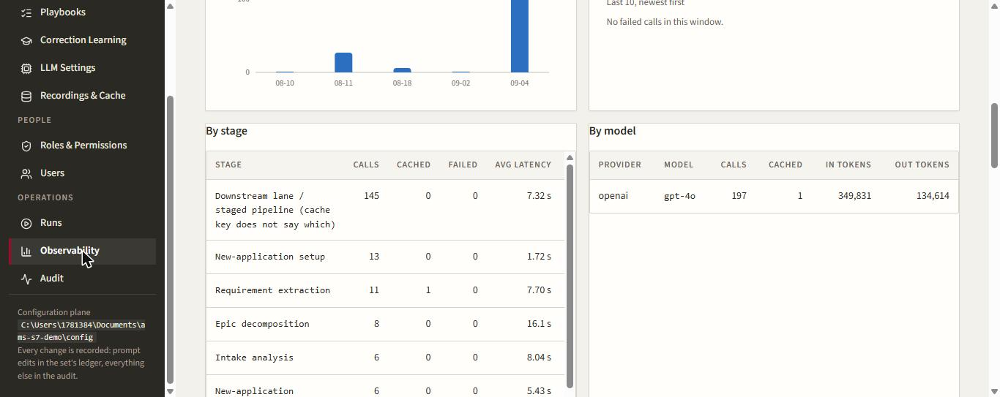 Playbooks
Correction Learning
LLM Settings
Recordings & Cache
PEOPLE
Roles & Permissions
Users
OPERATIONS
Runs
Observability
Audit
Configuration plane
C:\Users\1781384\Documents\a
ms-s7-demo\config
Every change is recorded: prompt
edits in the set's ledger, everything
else in the audit.
0
08-10 08-11 08-18 09-02 09-04
Last 10, newest first
No failed calls in this window.
By stage
STAGE CALLS CACHED FAILED AVG LATENCY
Downstream lane /
staged pipeline (cache
key does not say which) 145 0 0 7.32 s
New-application setup 13 0 0 1.72 s
Requirement extraction 11 1 0 7.70 s
Epic decomposition 8 0 0 16.1 s
Intake analysis 6 0 0 8.04 s
New-application 6 0 0 5.43 s
By model
PROVIDER MODEL CALLS CACHED IN TOKENS OUT TOKENS
openai gpt-4o 197 1 349,831 134,614